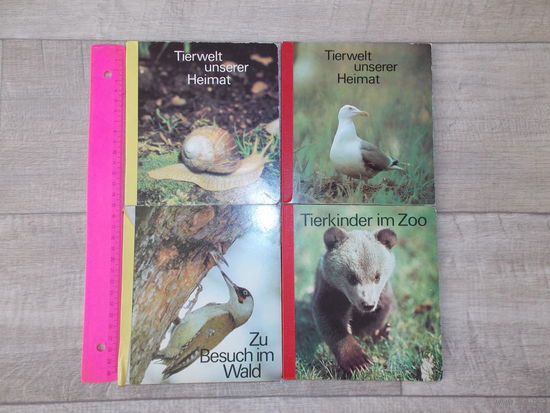 Tierwelt
unserer
Heimat
Tierwelt
unserer
Heimat
Zu
Besuch im
Wald
Tierkinder im Zoo